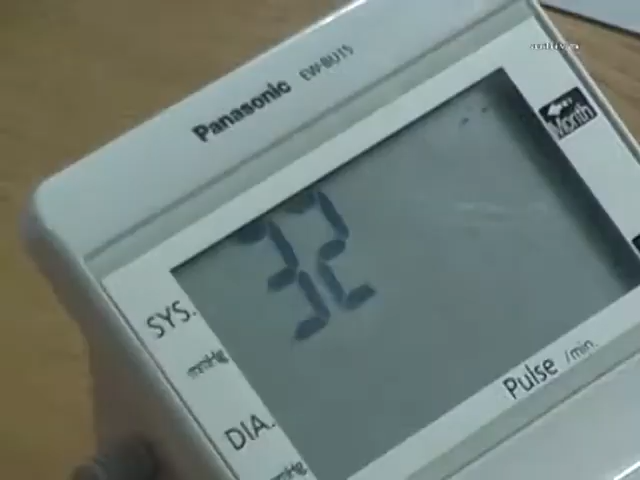 Panasonic EW-BU15
Month
32
SYS.
mmHg
DIA.
mmHg
Pulse /min.